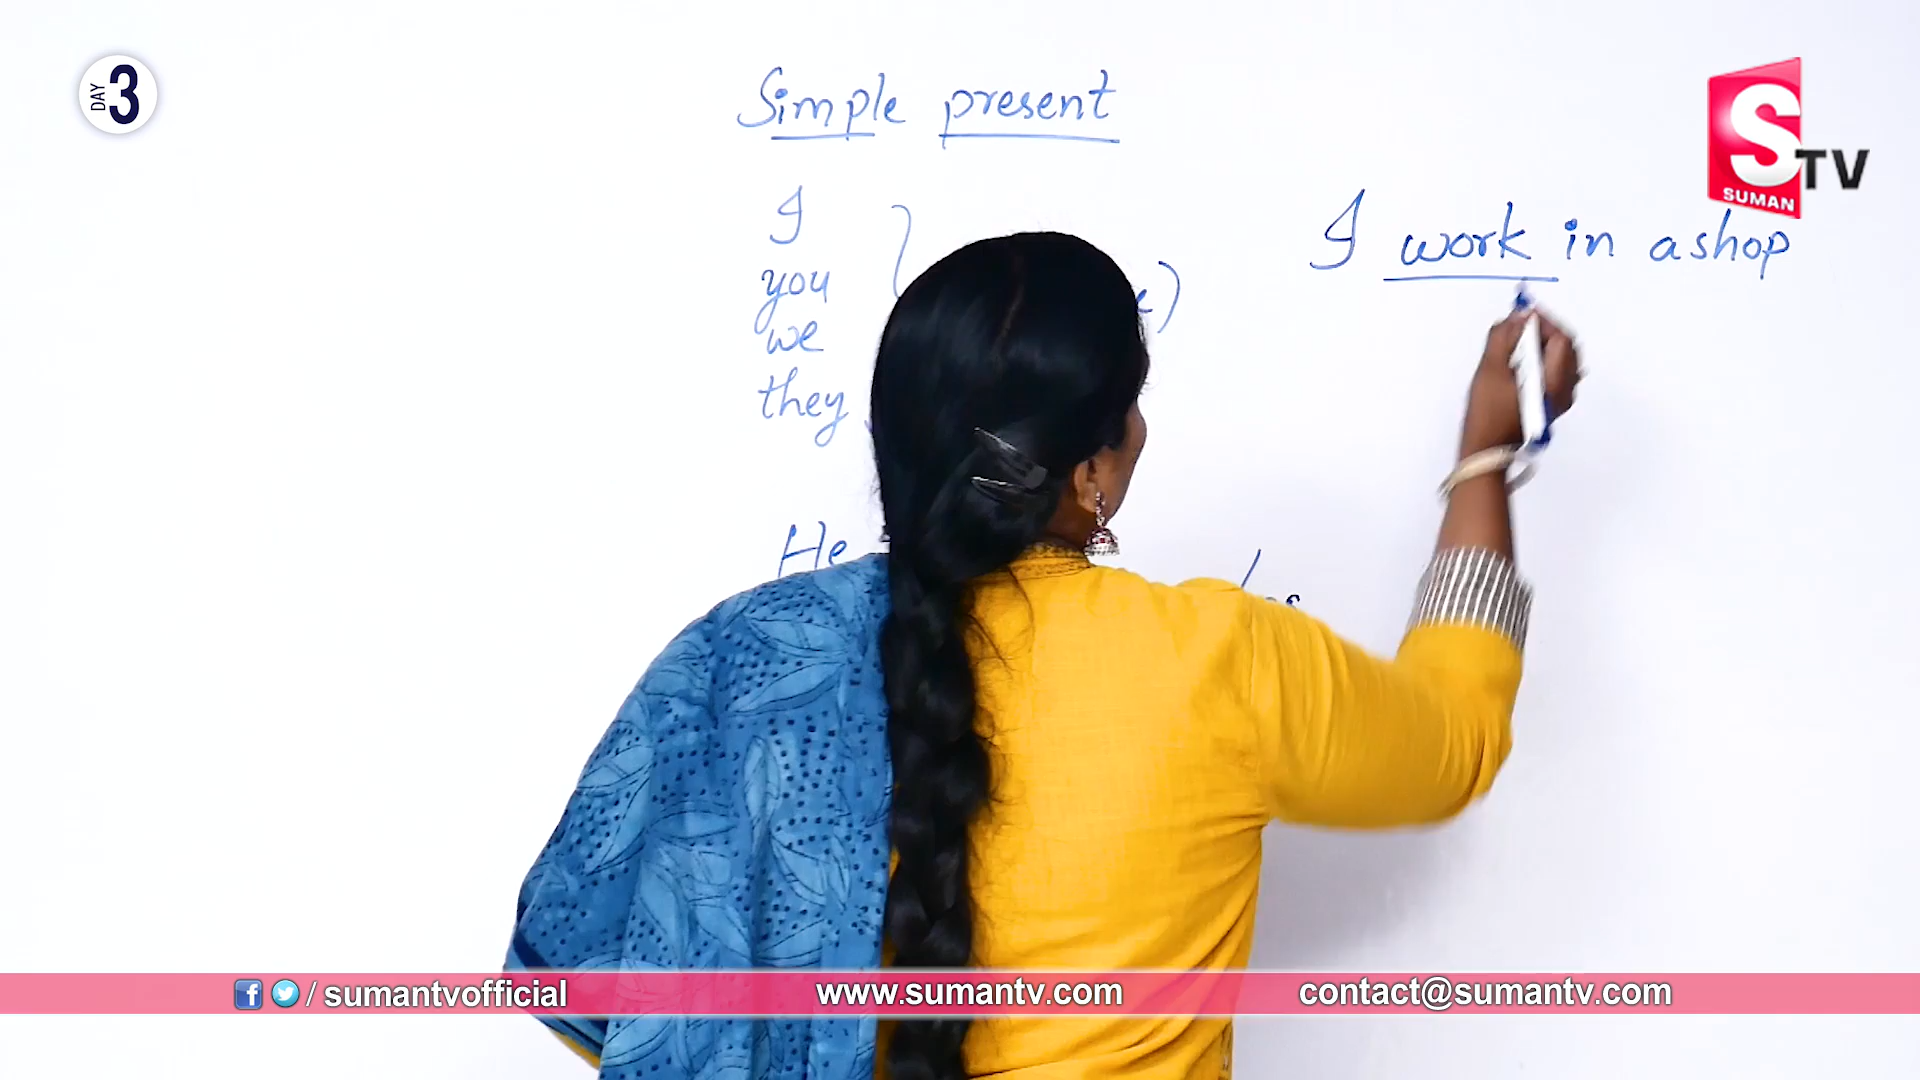 DAY 3
Simple present
S
SUMAN TV
I
you
we
they
I work in a shop
He
/ sumantvofficial
www.sumantv.com
contact@sumantv.com